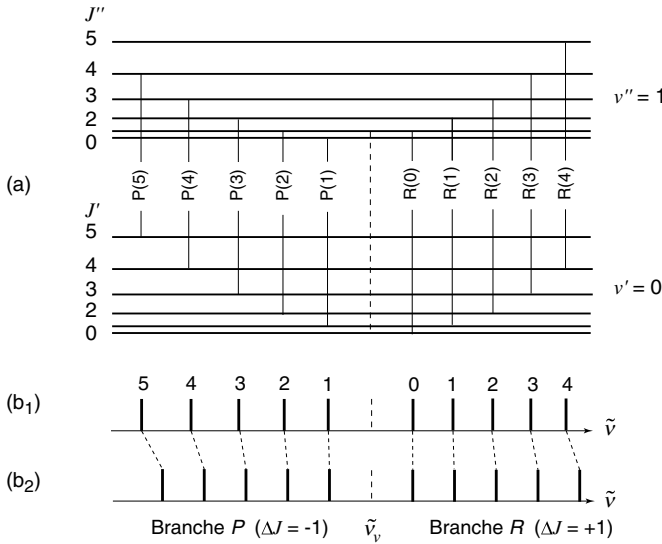 J''
5
4
3
2
0
v'' = 1
(a)
P(5) P(4) P(3) P(2) P(1) R(0) R(1) R(2) R(3) R(4)
J'
5
4
3
2
0
v' = 0
5 4 3 2 1 0 1 2 3 4
(b₁) ṽ
(b₂) ṽ
Branche P (ΔJ = -1) ṽᵥ Branche R (ΔJ = +1)